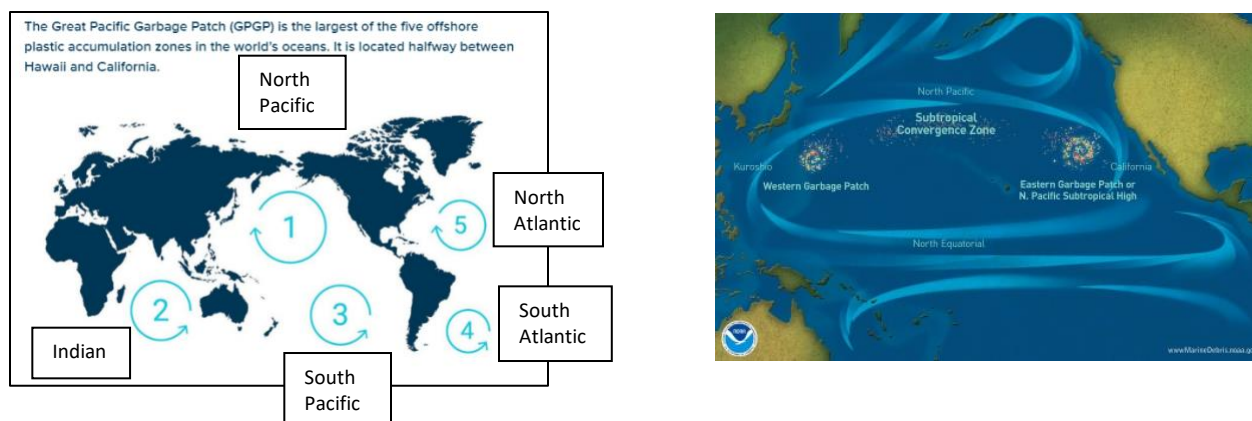 The Great Pacific Garbage Patch (GPGP) is the largest of the five offshore
plastic accumulation zones in the world's oceans. It is located halfway between
Hawaii and California.
North
Pacific
1
North
Atlantic
5
2
3
4
South
Atlantic
Indian
South
Pacific
North Pacific
Subtropical
Convergence Zone
Kuroshio
California
Western Garbage Patch
Eastern Garbage Patch or
N. Pacific Subtropical High
North Equatorial
www.MarineDebris.noaa.go